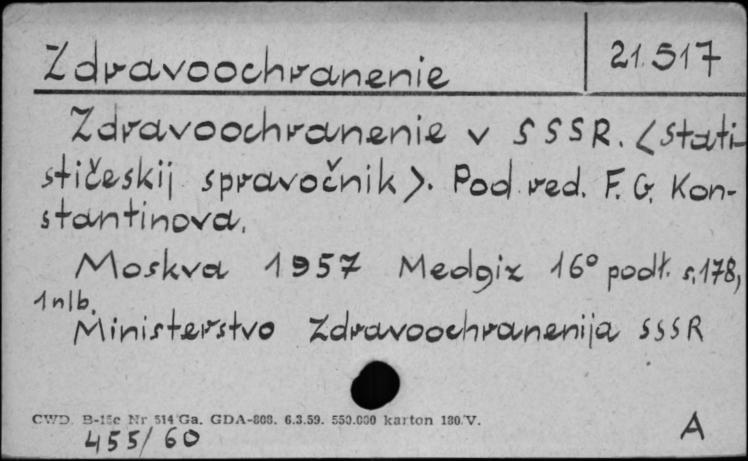 Zdravoochranenie
21.517
Zdravoochranenie v SSSR. <Stati-
stičeskij spravočnik>. Pod red. F. G. Kon-
stantinova.
Moskva 1957 Medgiz 16° podł. s. 178,
1 nlb.
Ministerstvo Zdravoochranenija SSSR
CWD. B-15c Nr 514 Ga. GDA-808. 6.3.59. 550.000 karton 180 V.
455/60
A